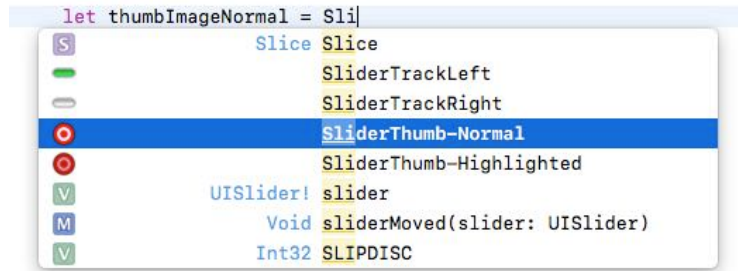 let thumbImageNormal = Sli
S Slice Slice
SliderTrackLeft
SliderTrackRight
SliderThumb-Normal
SliderThumb-Highlighted
V UISlider! slider
M Void sliderMoved(slider: UISlider)
V Int32 SLIPDISC